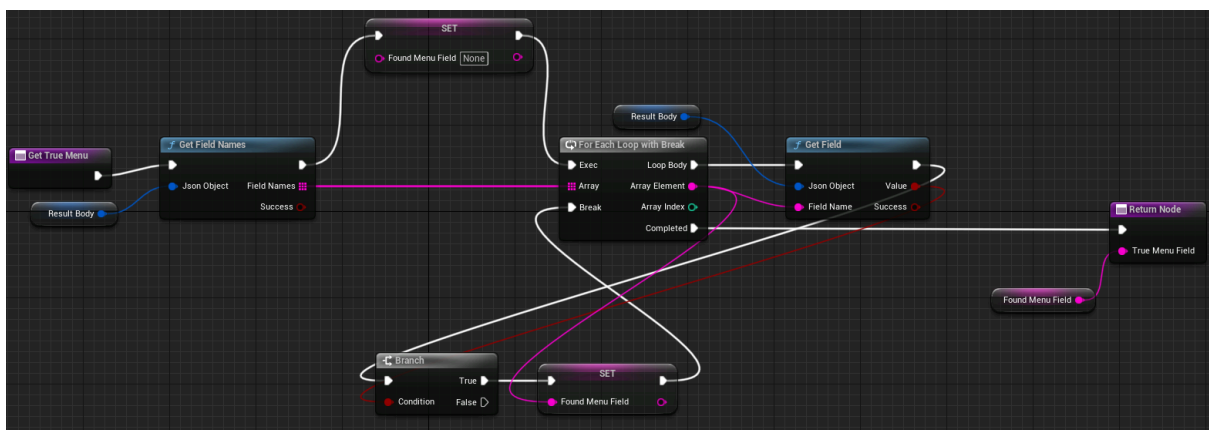 SET
Found Menu Field None
Result Body
Get True Menu
f Get Field Names
Json Object Field Names
Success
Result Body
For Each Loop with Break
Exec Loop Body
Array Array Element
Break Array Index
Completed
f Get Field
Json Object Value
Field Name Success
Return Node
True Menu Field
Found Menu Field
Branch
True
Condition False
SET
Found Menu Field